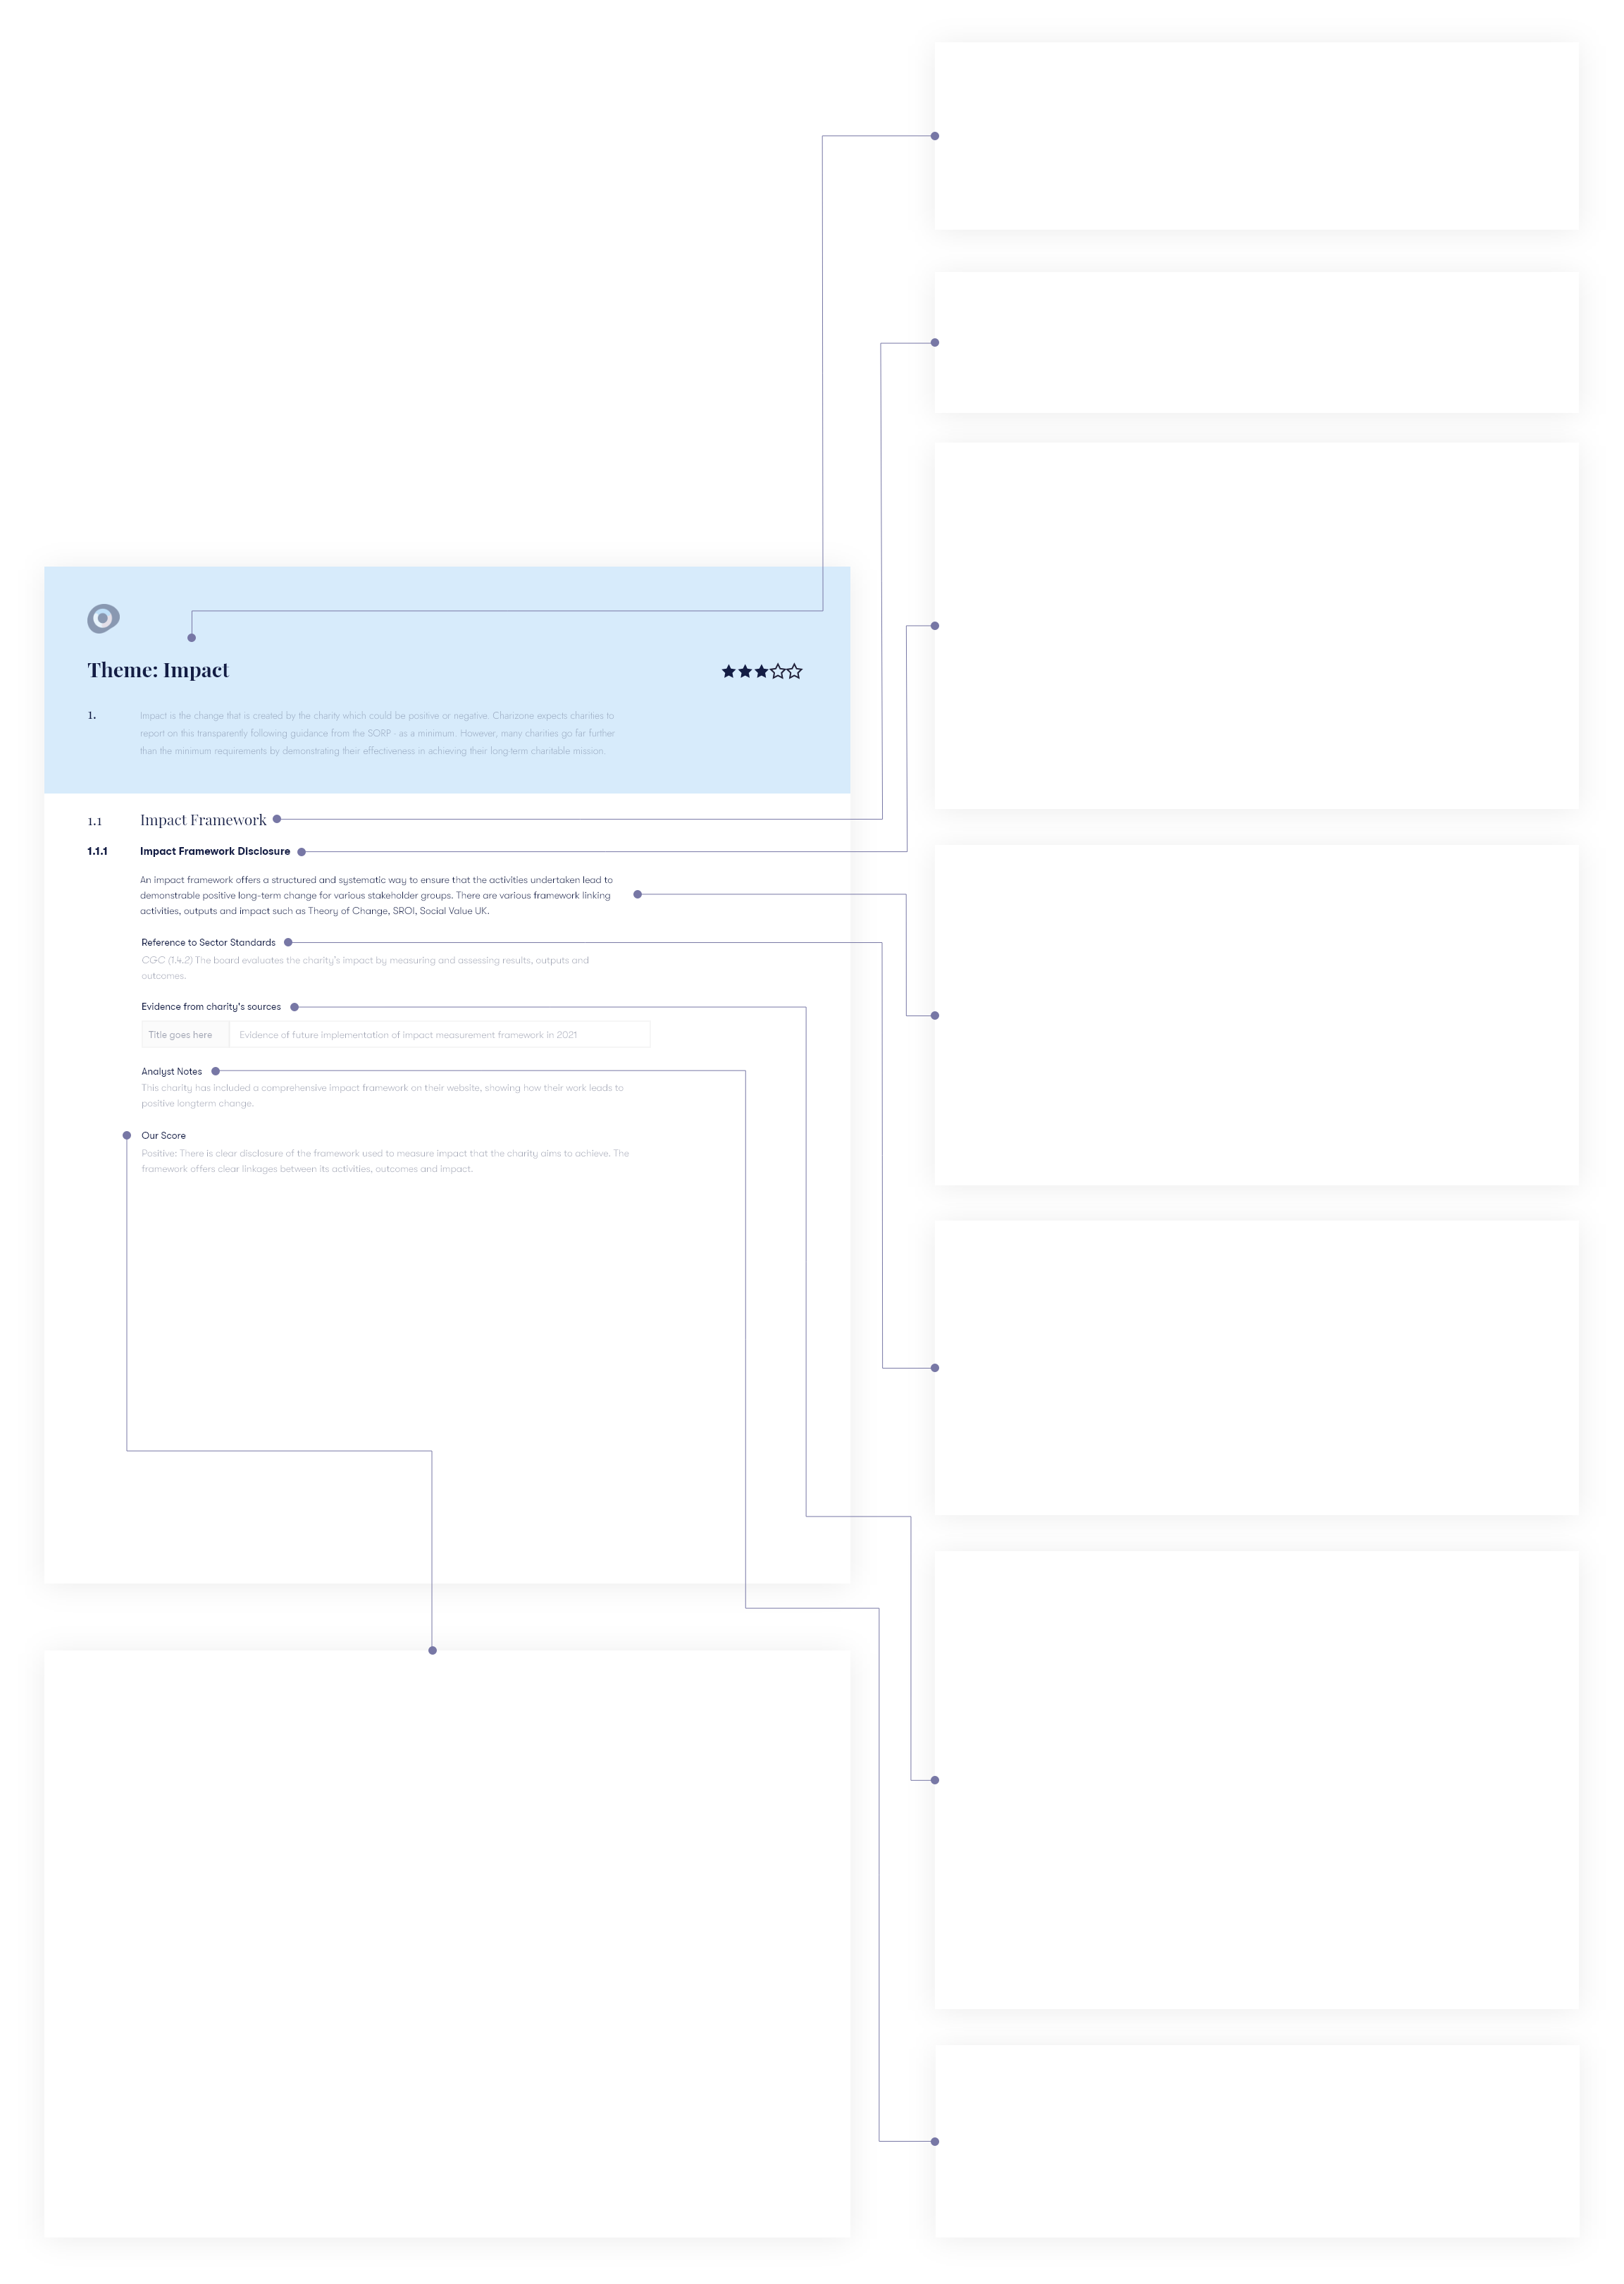 Theme: Impact
1.
Impact is the change that is created by the charity which could be positive or negative. Charizone expects charities to
report on this transparently following guidance from the SORP - as a minimum. However, many charities go far further
than the minimum requirements by demonstrating their effectiveness in achieving their long-term charitable mission.
1.1 Impact Framework
1.1.1 Impact Framework Disclosure
An impact framework offers a structured and systematic way to ensure that the activities undertaken lead to
demonstrable positive long-term change for various stakeholder groups. There are various framework linking
activities, outputs and impact such as Theory of Change, SROI, Social Value UK.
Reference to Sector Standards
CGC (1.4.2) The board evaluates the charity's impact by measuring and assessing results, outputs and
outcomes.
Evidence from charity's sources
Title goes here Evidence of future implementation of impact measurement framework in 2021
Analyst Notes
This charity has included a comprehensive impact framework on their website, showing how their work leads to
positive longterm change.
Our Score
Positive: There is clear disclosure of the framework used to measure impact that the charity aims to achieve. The
framework offers clear linkages between its activities, outcomes and impact.